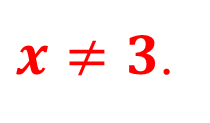 x ≠ 3.